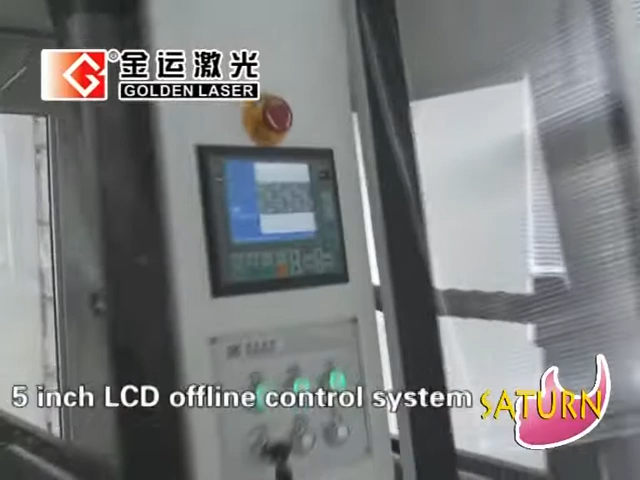 金运激光
GOLDEN LASER
5 inch LCD offline control system
SATURN